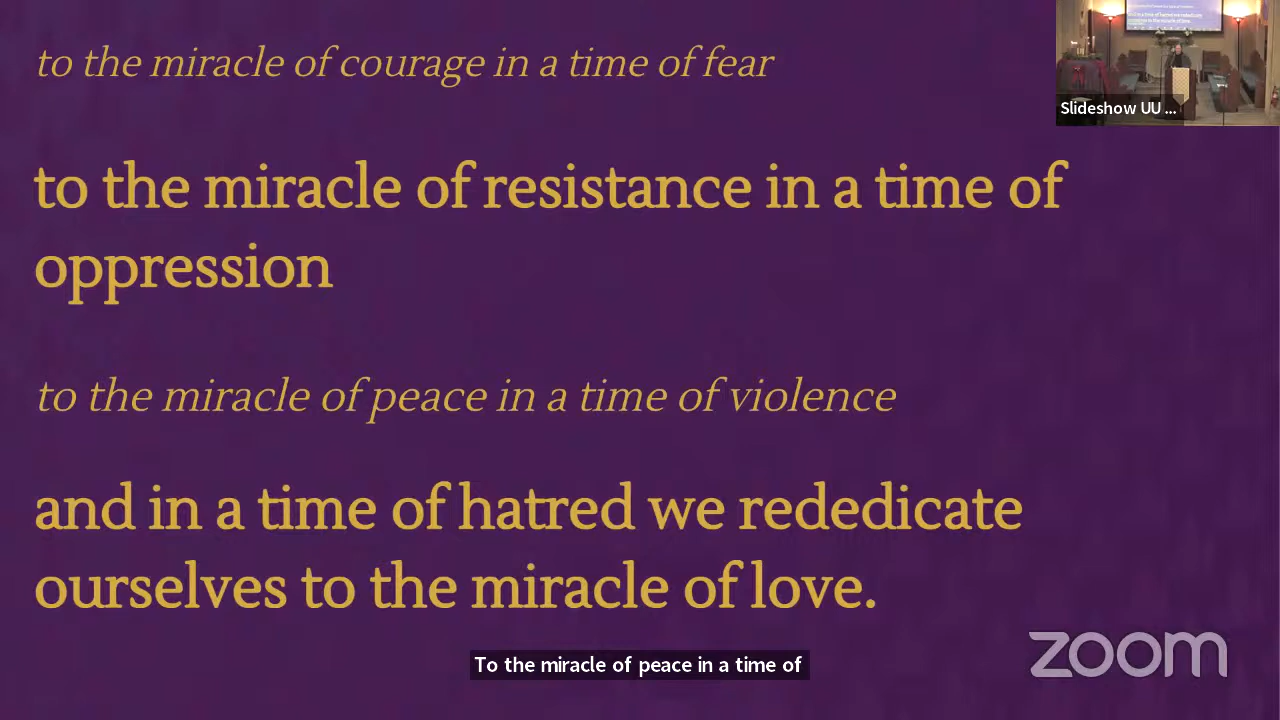 to the miracle of courage in a time of fear
Slideshow UU ...
to the miracle of resistance in a time of
oppression
to the miracle of peace in a time of violence
and in a time of hatred we rededicate
ourselves to the miracle of love.
zoom
To the miracle of peace in a time of